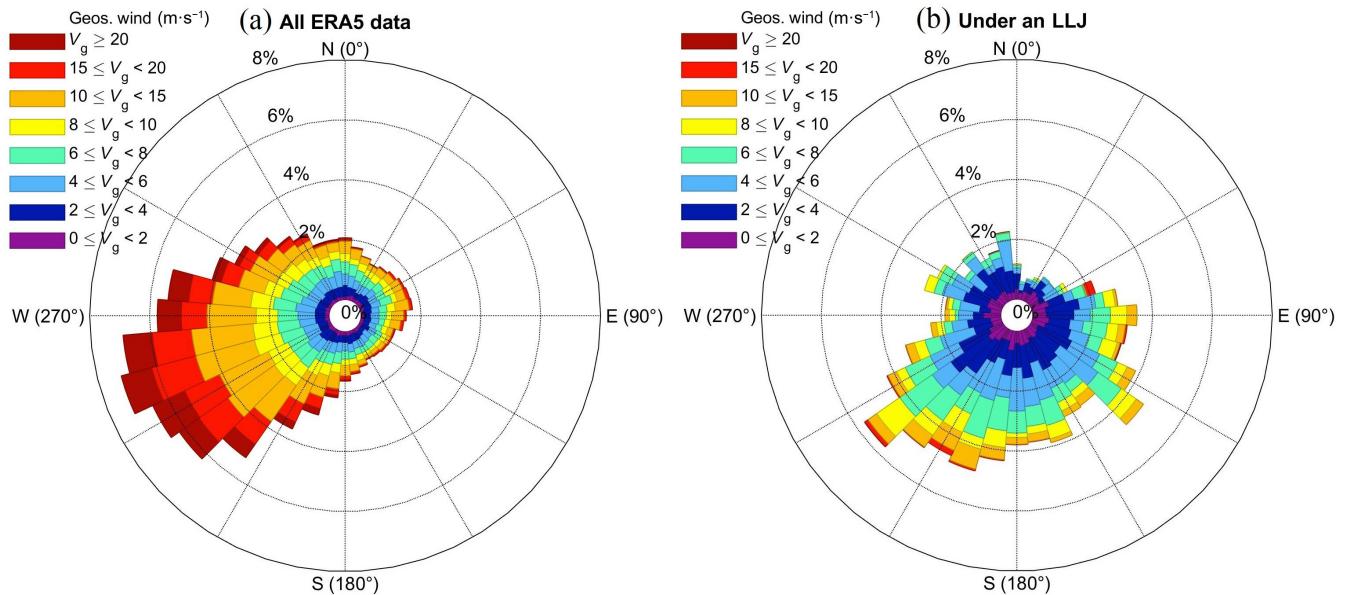 Geos. wind (m·s⁻¹) (a) All ERA5 data
V_g ≥ 20
15 ≤ V_g < 20
10 ≤ V_g < 15
8 ≤ V_g < 10
6 ≤ V_g < 8
4 ≤ V_g < 6
2 ≤ V_g < 4
0 ≤ V_g < 2
N (0°)
8%
6%
4%
2%
0%
W (270°)
E (90°)
S (180°)
Geos. wind (m·s⁻¹) (b) Under an LLJ
V_g ≥ 20
15 ≤ V_g < 20
10 ≤ V_g < 15
8 ≤ V_g < 10
6 ≤ V_g < 8
4 ≤ V_g < 6
2 ≤ V_g < 4
0 ≤ V_g < 2
N (0°)
8%
6%
4%
2%
0%
W (270°)
E (90°)
S (180°)